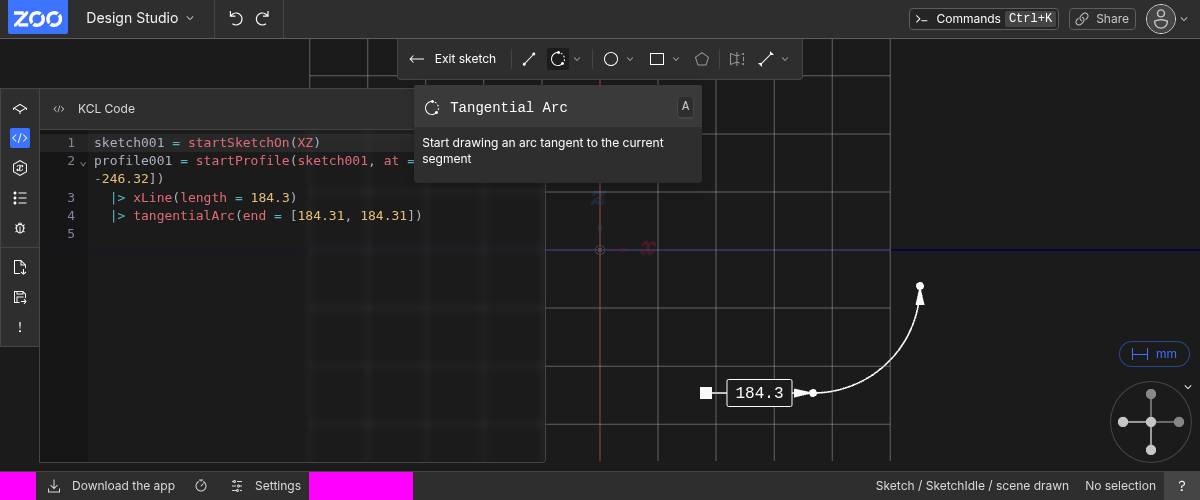 ZOO
Design Studio
Commands Ctrl+K
Share
Exit sketch
KCL Code
Tangential Arc
A
Start drawing an arc tangent to the current
segment
1 sketch001 = startSketchOn(XZ)
2 profile001 = startProfile(sketch001, at =
-246.32])
3 |> xLine(length = 184.3)
4 |> tangentialArc(end = [184.31, 184.31])
5
z
x
184.3
mm
Download the app
Settings
Sketch / SketchIdle / scene drawn
No selection
?